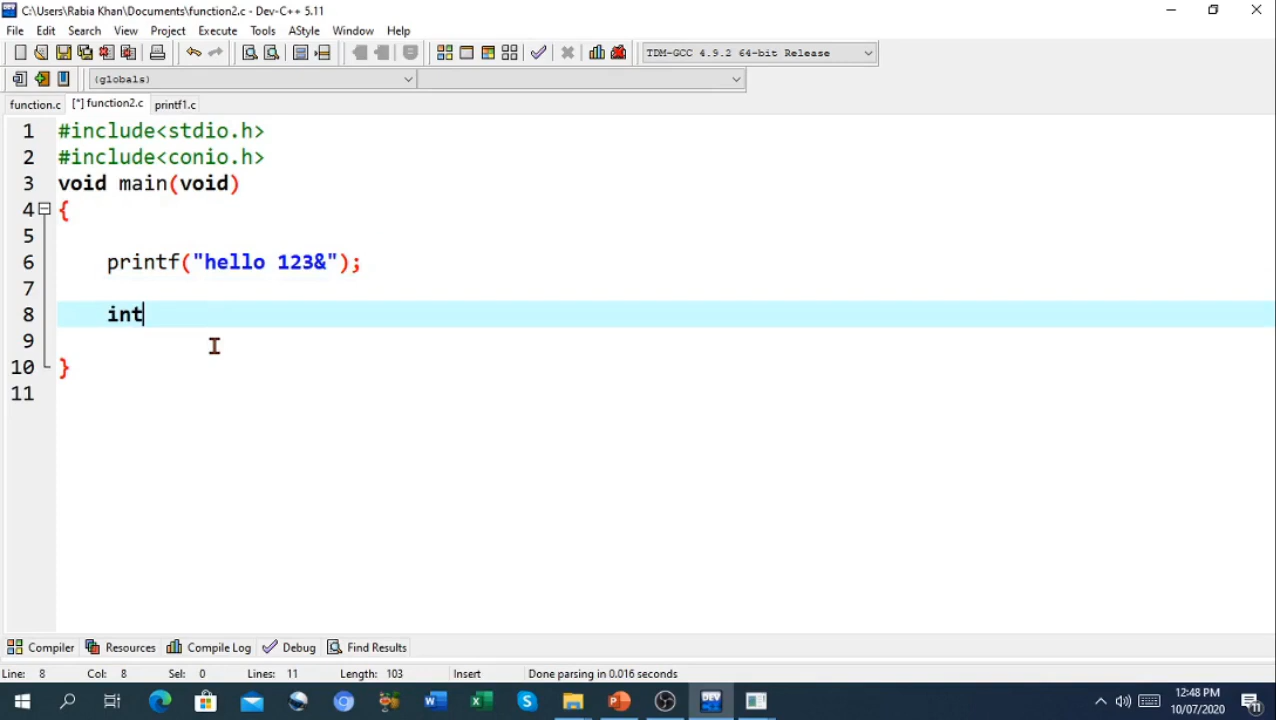 C:\Users\Rabia Khan\Documents\function2.c - Dev-C++ 5.11
File Edit Search View Project Execute Tools AStyle Window Help
TDM-GCC 4.9.2 64-bit Release
(globals)
function.c [*] function2.c printf1.c
1 #include<stdio.h>
2 #include<conio.h>
3 void main(void)
4 {
5
6 printf("hello 123&");
7
8 int
9
10 }
11
Compiler Resources Compile Log Debug Find Results
Line: 8 Col: 8 Sel: 0 Lines: 11 Length: 103 Insert Done parsing in 0.016 seconds
DEV
12:48 PM
10/07/2020
11